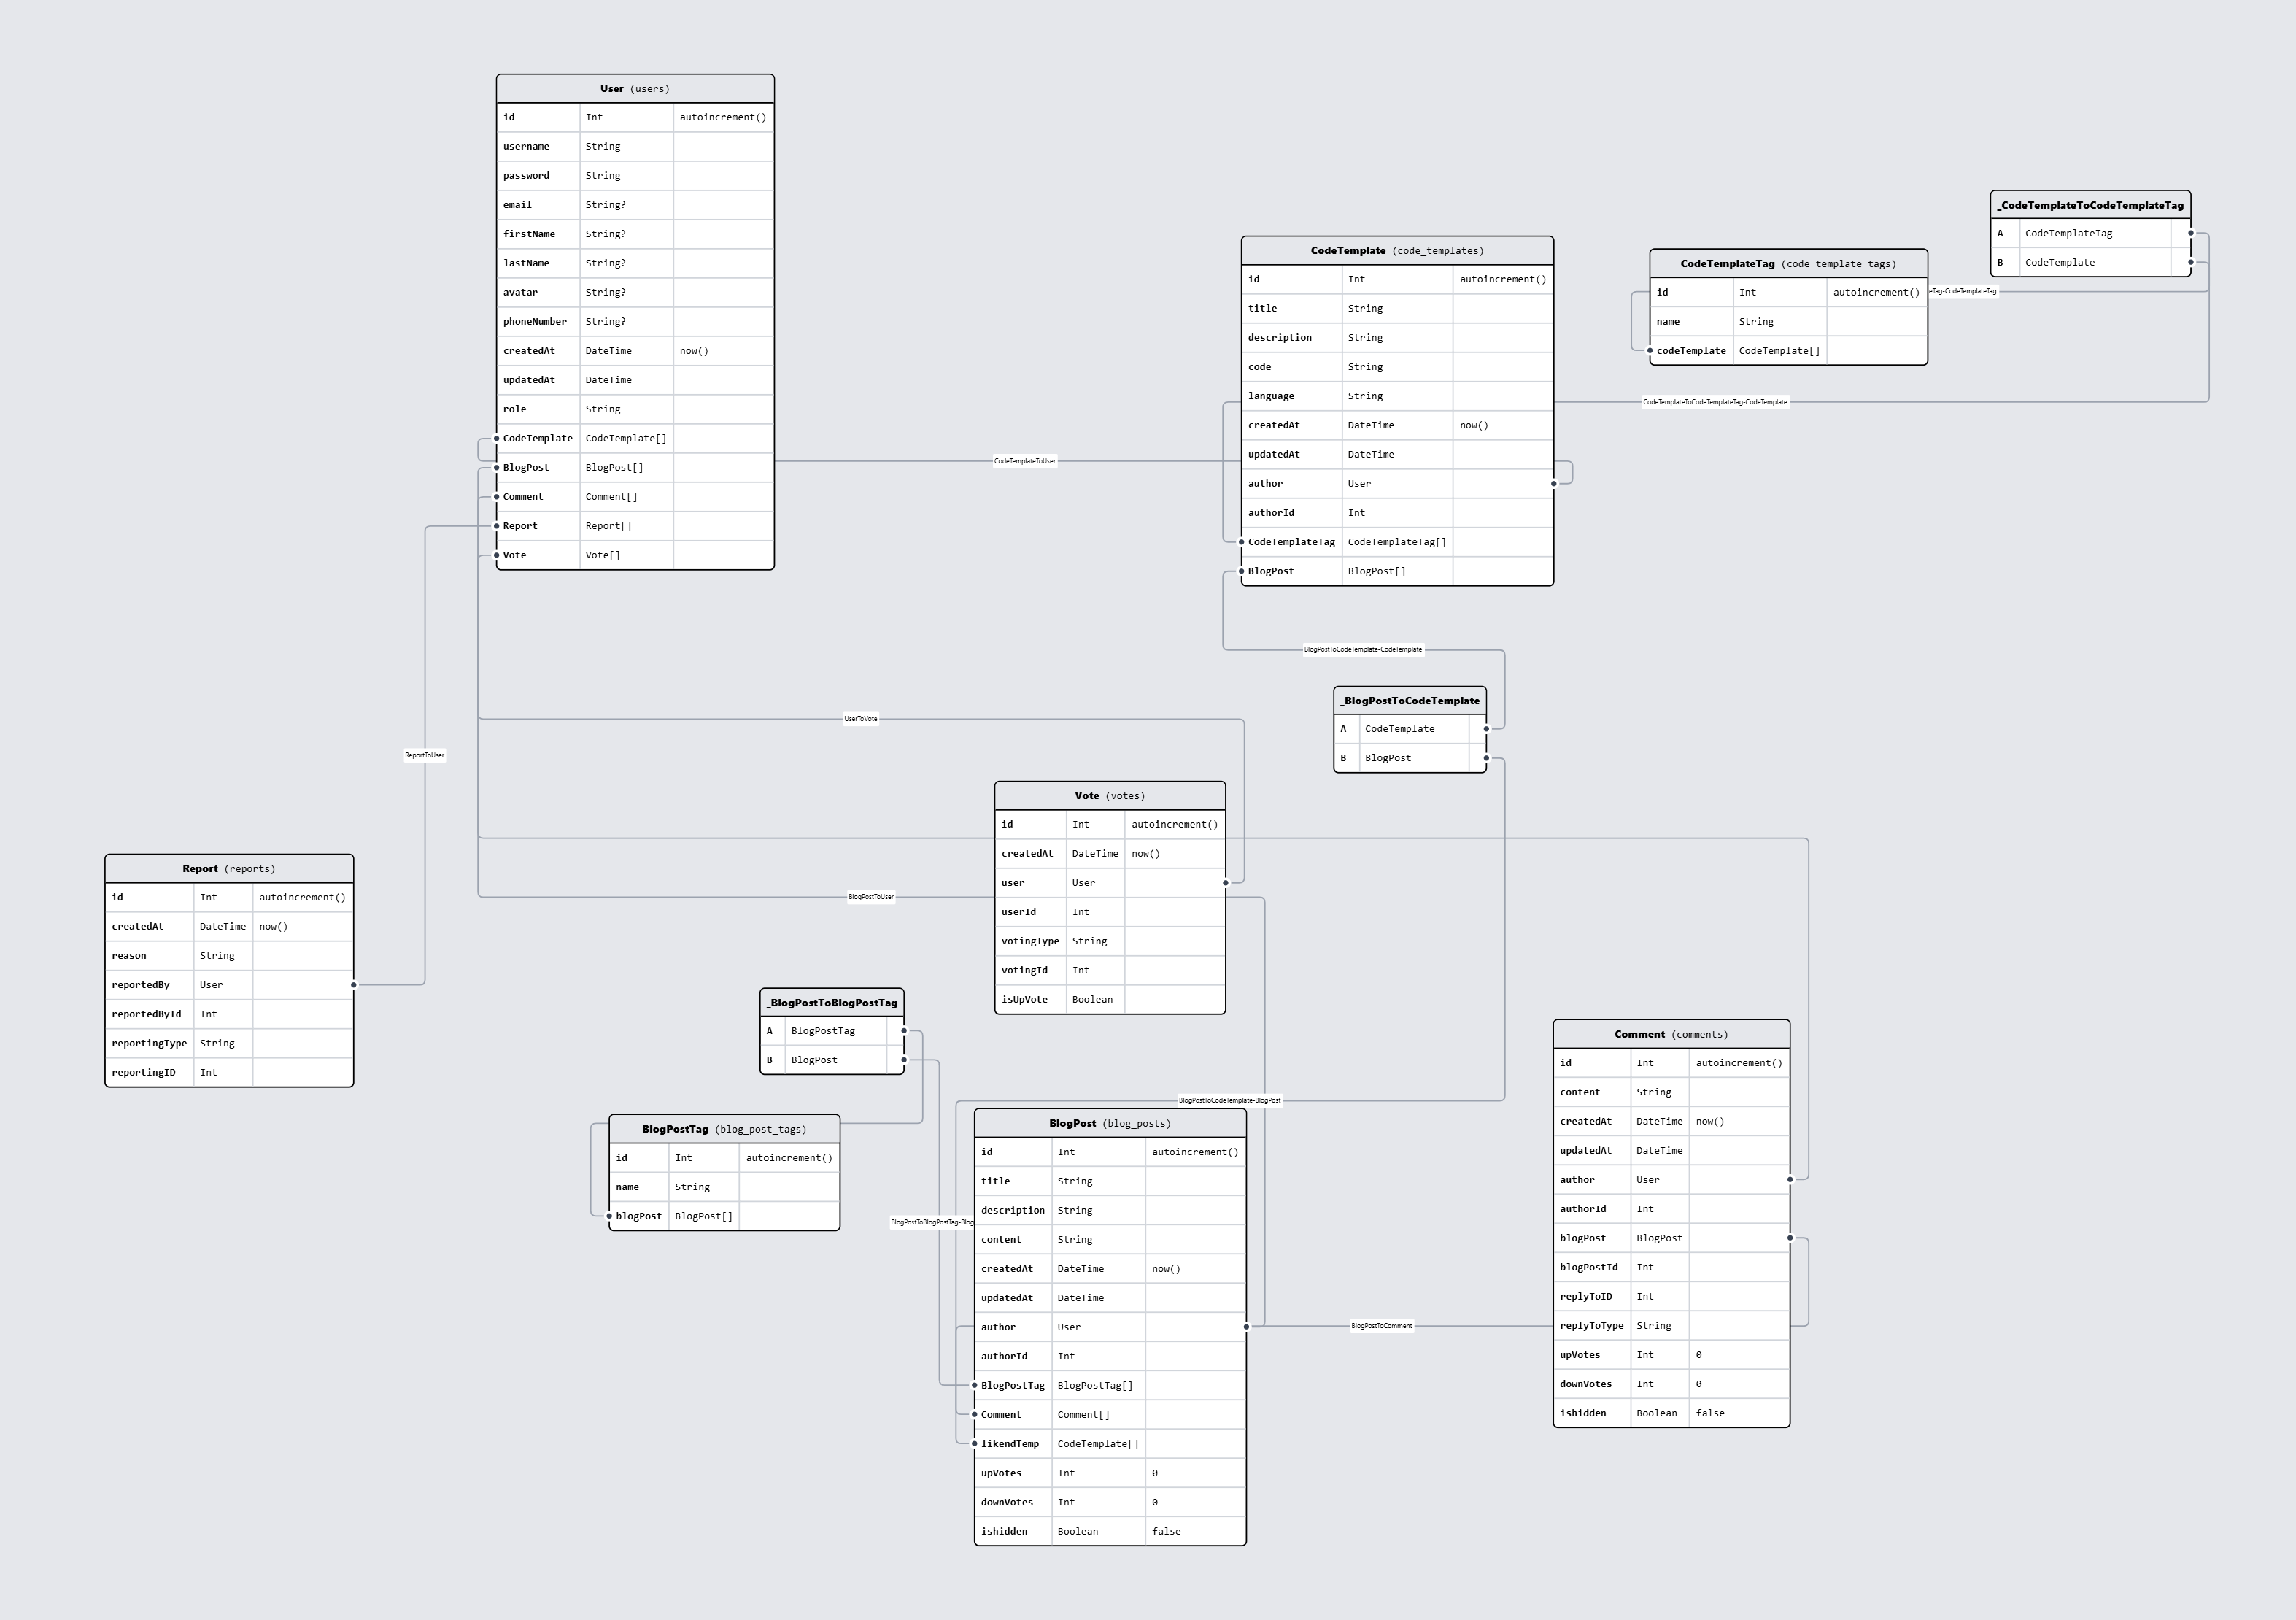 User (users)
id Int autoincrement()
username String
password String
email String?
firstName String?
lastName String?
avatar String?
phoneNumber String?
createdAt DateTime now()
updatedAt DateTime
role String
CodeTemplate CodeTemplate[]
BlogPost BlogPost[]
Comment Comment[]
Report Report[]
Vote Vote[]
CodeTemplateToUser
CodeTemplate (code_templates)
id Int autoincrement()
title String
description String
code String
language String
createdAt DateTime now()
updatedAt DateTime
author User
authorId Int
CodeTemplateTag CodeTemplateTag[]
BlogPost BlogPost[]
CodeTemplateTag (code_template_tags)
id Int autoincrement()
name String
codeTemplate CodeTemplate[]
_CodeTemplateToCodeTemplateTag
A CodeTemplateTag
B CodeTemplate
eTag-CodeTemplateTag
CodeTemplateToCodeTemplateTag-CodeTemplate
BlogPostToCodeTemplate-CodeTemplate
_BlogPostToCodeTemplate
A CodeTemplate
B BlogPost
UserToVote
ReportToUser
Vote (votes)
id Int autoincrement()
createdAt DateTime now()
user User
userId Int
votingType String
votingId Int
isUpVote Boolean
BlogPostToUser
Report (reports)
id Int autoincrement()
createdAt DateTime now()
reason String
reportedBy User
reportedById Int
reportingType String
reportingID Int
_BlogPostToBlogPostTag
A BlogPostTag
B BlogPost
BlogPostTag (blog_post_tags)
id Int autoincrement()
name String
blogPost BlogPost[]
BlogPostToBlogPostTag-Blog
BlogPostToCodeTemplate-BlogPost
BlogPost (blog_posts)
id Int autoincrement()
title String
description String
content String
createdAt DateTime now()
updatedAt DateTime
author User
authorId Int
BlogPostTag BlogPostTag[]
Comment Comment[]
likendTemp CodeTemplate[]
upVotes Int 0
downVotes Int 0
ishidden Boolean false
BlogPostToComment
Comment (comments)
id Int autoincrement()
content String
createdAt DateTime now()
updatedAt DateTime
author User
authorId Int
blogPost BlogPost
blogPostId Int
replyToID Int
replyToType String
upVotes Int 0
downVotes Int 0
ishidden Boolean false